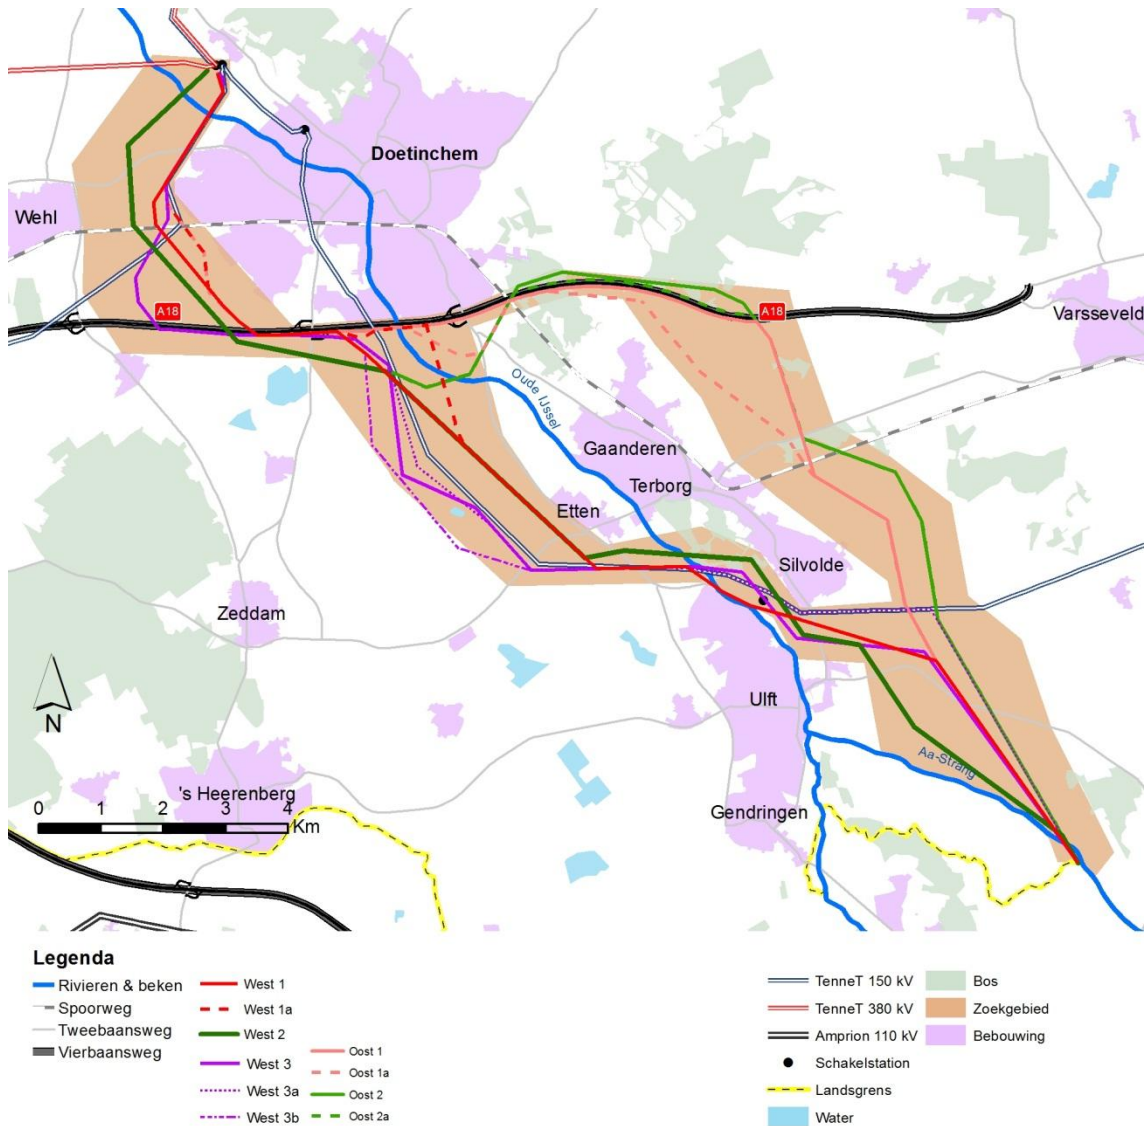 Doetinchem
Wehl
A18
A18
Varsseveld
Oude IJssel
Gaanderen
Terborg
Etten
Silvolde
Zeddam
N
Ulft
Aa-Strang
's Heerenberg
0 1 2 3 4
Km
Gendringen
Legenda
Rivieren & beken
Spoorweg
Tweebaansweg
Vierbaansweg
West 1
West 1a
West 2
West 3
West 3a
West 3b
Oost 1
Oost 1a
Oost 2
Oost 2a
TenneT 150 kV
TenneT 380 kV
Amprion 110 kV
Schakelstation
Landsgrens
Water
Bos
Zoekgebied
Bebouwing